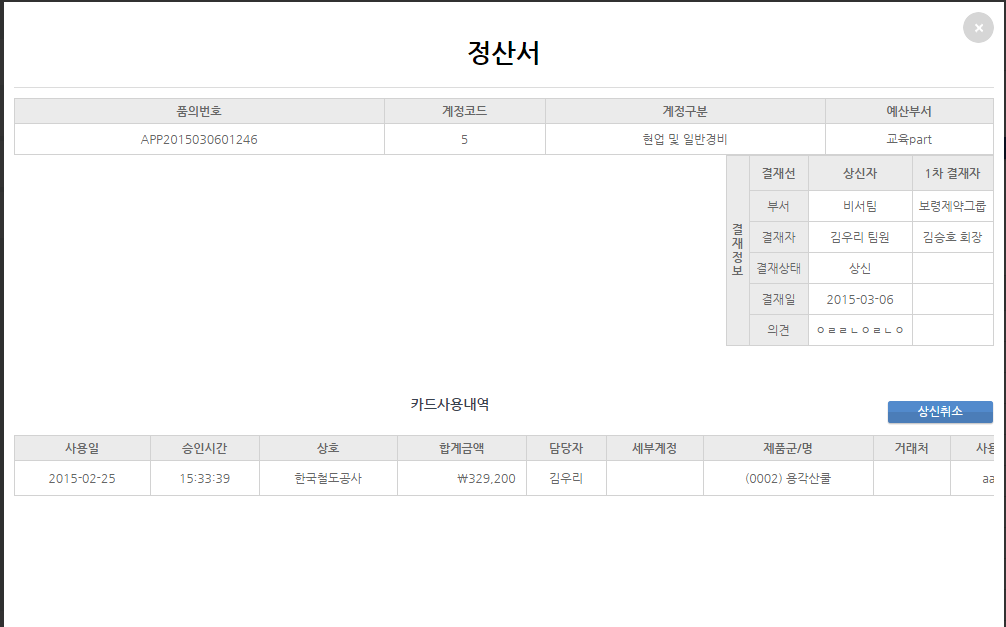 정산서
품의번호 계정코드 계정구분 예산부서
APP2015030601246 5 현업 및 일반경비 교육part
결재정보
결재선 상신자 1차 결재자
부서 비서팀 보령제약그룹
결재자 김우리 팀원 김승호 회장
결재상태 상신
결재일 2015-03-06
의견 ㅇㄹㄹㄴㅇㄹㄴㅇ
카드사용내역
상신취소
사용일 승인시간 상호 합계금액 담당자 세부계정 제품군/명 거래처 사용
2015-02-25 15:33:39 한국철도공사 ₩329,200 김우리 (0002) 용각산쿨 aa